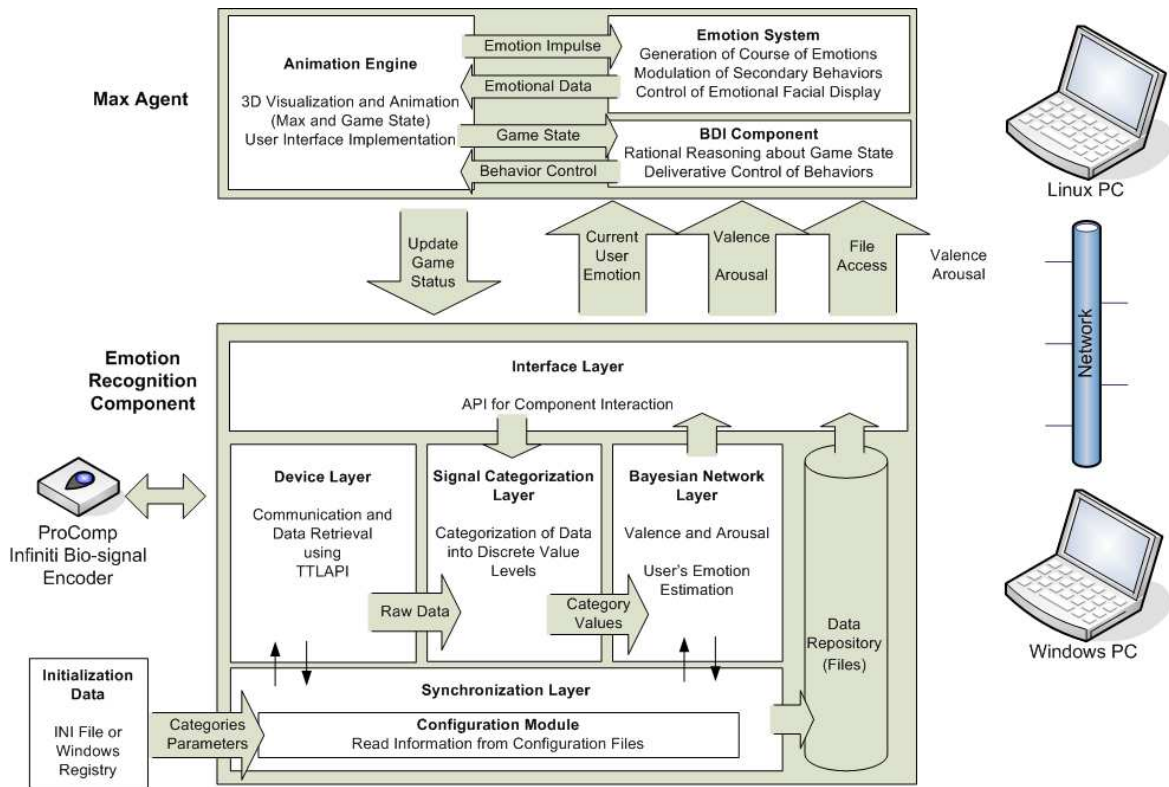 Max Agent
Animation Engine
3D Visualization and Animation
(Max and Game State)
User Interface Implementation
Emotion Impulse
Emotional Data
Game State
Behavior Control
Emotion System
Generation of Course of Emotions
Modulation of Secondary Behaviors
Control of Emotional Facial Display
BDI Component
Rational Reasoning about Game State
Deliverative Control of Behaviors
Linux PC
Update
Game
Status
Current
User
Emotion
Valence
Arousal
File
Access
Valence
Arousal
Network
Emotion
Recognition
Component
Interface Layer
API for Component Interaction
Device Layer
Communication and
Data Retrieval
using
TTLAPI
Raw Data
Signal Categorization
Layer
Categorization of Data
into Discrete Value
Levels
Category
Values
Bayesian Network
Layer
Valence and Arousal
User's Emotion
Estimation
Data
Repository
(Files)
ProComp
Infiniti Bio-signal
Encoder
Windows PC
Initialization
Data
INI File or
Windows
Registry
Categories
Parameters
Synchronization Layer
Configuration Module
Read Information from Configuration Files